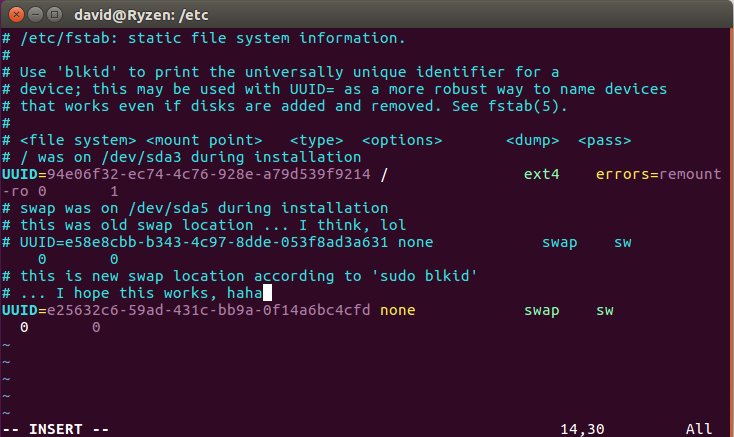 david@Ryzen: /etc
# /etc/fstab: static file system information.
#
# Use 'blkid' to print the universally unique identifier for a
# device; this may be used with UUID= as a more robust way to name devices
# that works even if disks are added and removed. See fstab(5).
#
# <file system> <mount point>   <type>  <options>       <dump>  <pass>
# / was on /dev/sda3 during installation
UUID=94e06f32-ec74-4c76-928e-a79d539f9214 /               ext4    errors=remount
-ro 0       1
# swap was on /dev/sda5 during installation
# this was old swap location ... I think, lol
# UUID=e58e8cbb-b343-4c97-8dde-053f8ad3a631 none            swap    sw
    0       0
# this is new swap location according to 'sudo blkid'
# ... I hope this works, haha
UUID=e25632c6-59ad-431c-bb9a-0f14a6bc4cfd none            swap    sw
  0       0
~
~
~
~
~
-- INSERT --                                                  14,30         All